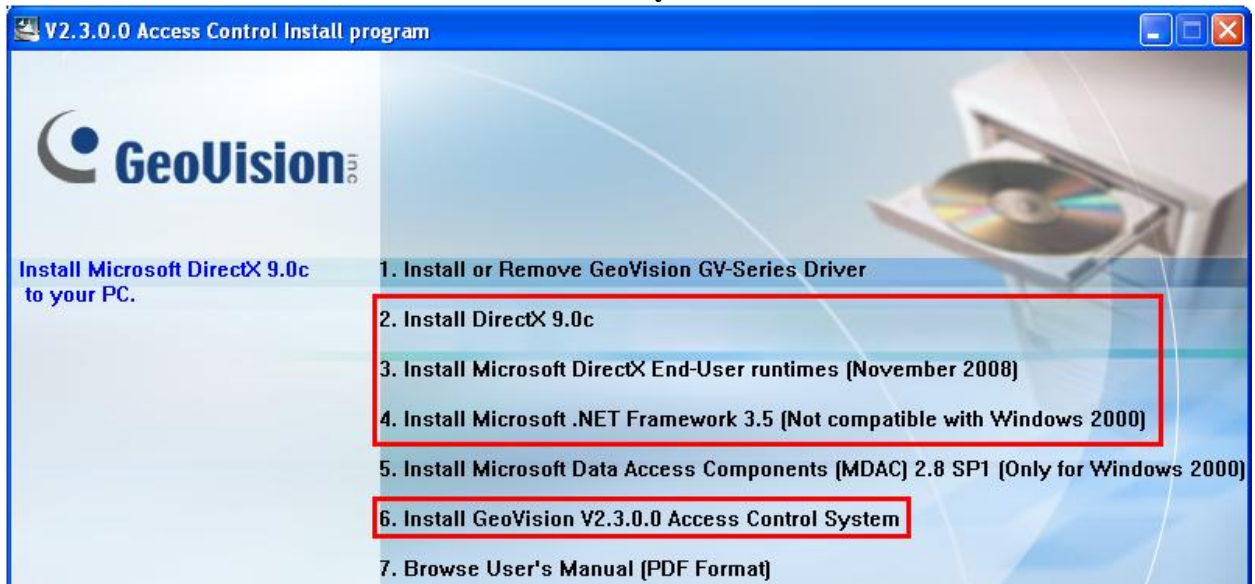 V2.3.0.0 Access Control Install program
GeoVision inc
Install Microsoft DirectX 9.0c
to your PC.
1. Install or Remove GeoVision GV-Series Driver
2. Install DirectX 9.0c
3. Install Microsoft DirectX End-User runtimes (November 2008)
4. Install Microsoft .NET Framework 3.5 (Not compatible with Windows 2000)
5. Install Microsoft Data Access Components (MDAC) 2.8 SP1 (Only for Windows 2000)
6. Install GeoVision V2.3.0.0 Access Control System
7. Browse User's Manual (PDF Format)